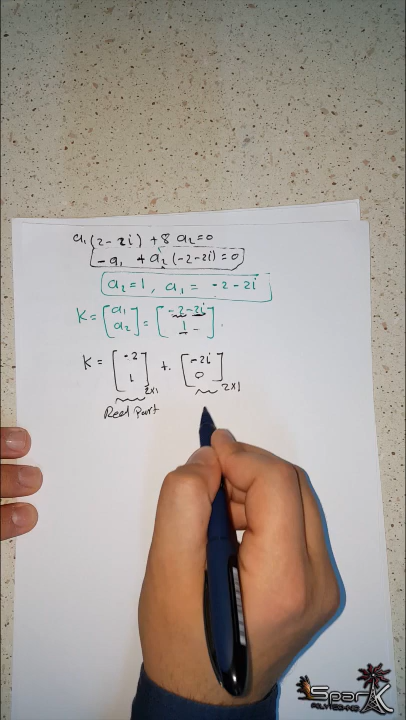 a₁(2-2i) + 8 a₂=0
-a₁ + a₂(-2-2i)=0
a₂=1, a₁ = -2-2i
K = [a₁ a₂] = [-2-2i 1].
K = [-2 1]2x1 + [-2i 0]2x1
Real Part
Spark
POLYTECHNIC